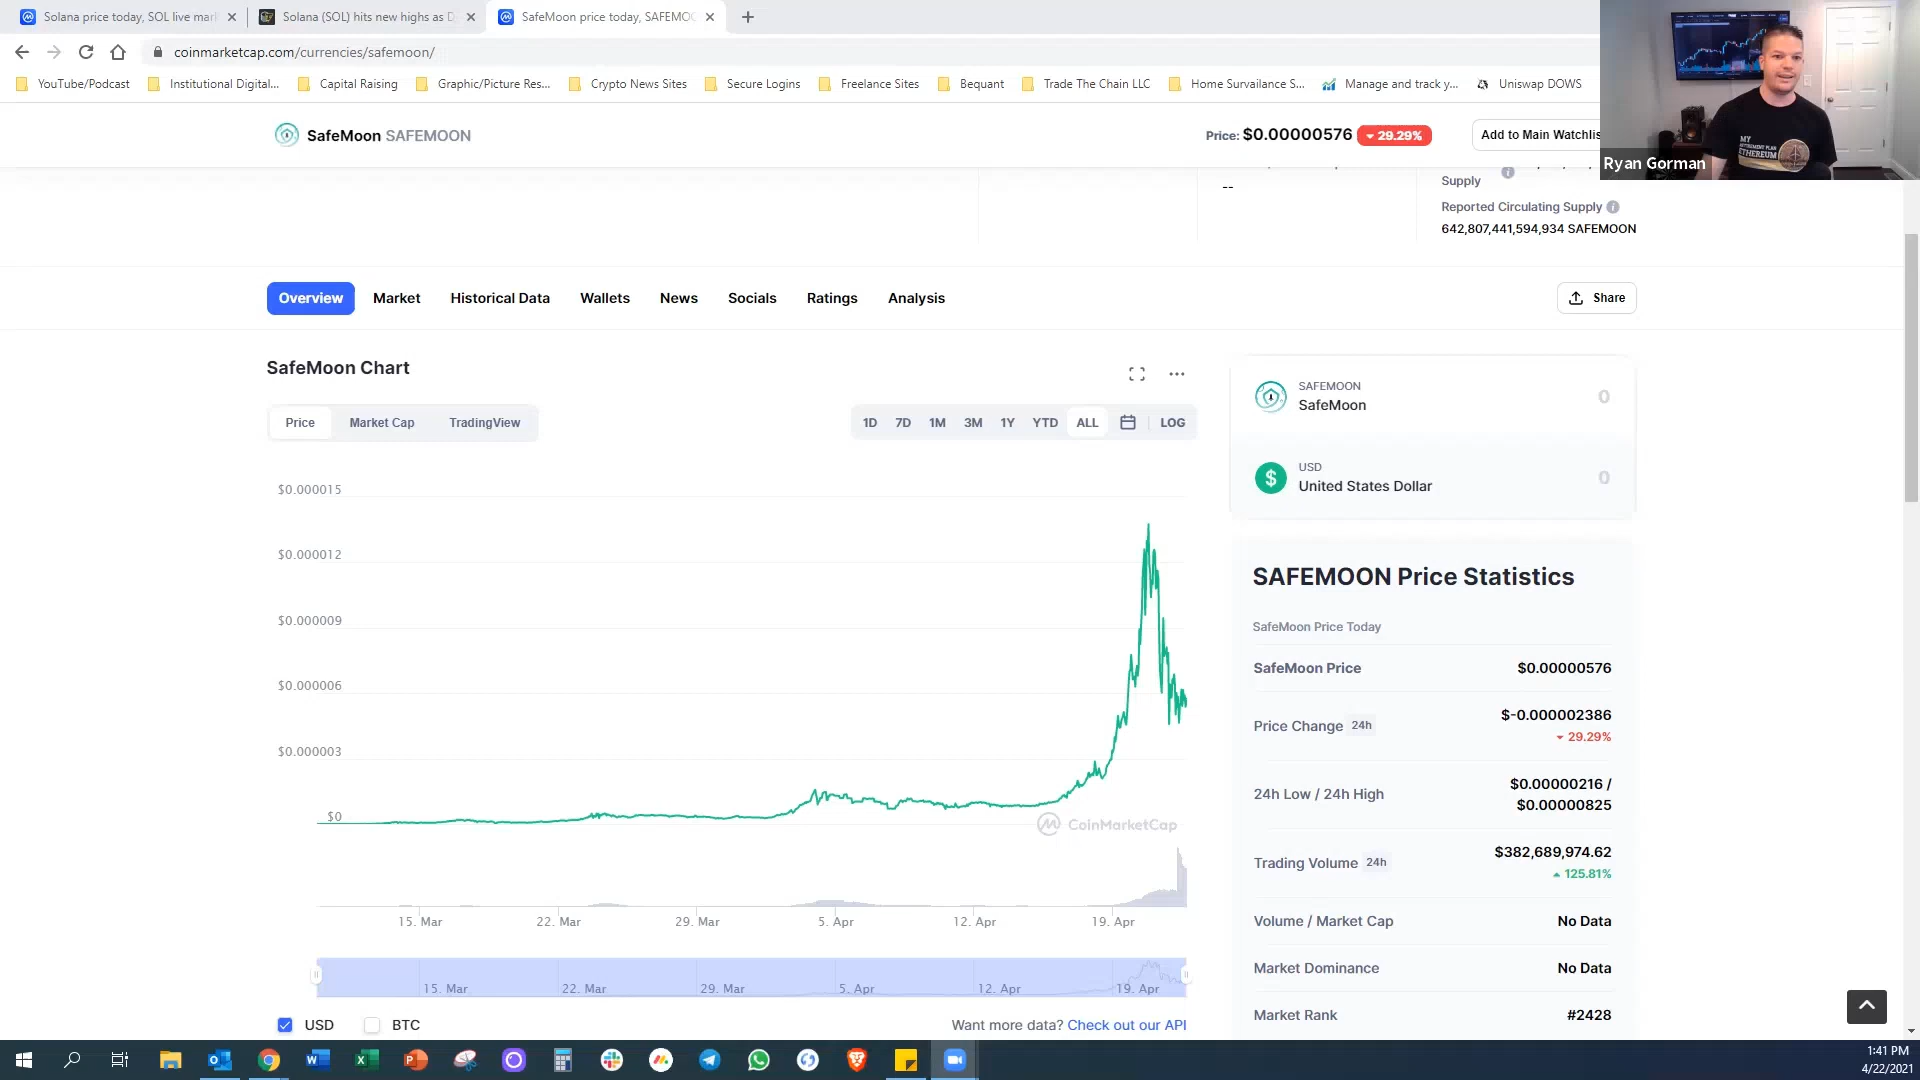 Solana price today, SOL live mar
Solana (SOL) hits new highs as D
SafeMoon price today, SAFEMOO
coinmarketcap.com/currencies/safemoon/
YouTube/Podcast
Institutional Digital...
Capital Raising
Graphic/Picture Res...
Crypto News Sites
Secure Logins
Freelance Sites
Bequant
Trade The Chain LLC
Home Survailance S...
Manage and track y...
Uniswap DOWS
MY
RETIREMENT PLAN
ETHEREUM
Ryan Gorman
SafeMoon SAFEMOON
Price: $0.00000576 29.29%
Add to Main Watchlis
--
Supply
Reported Circulating Supply
642,807,441,594,934 SAFEMOON
Overview Market Historical Data Wallets News Socials Ratings Analysis
Share
SafeMoon Chart
Price Market Cap TradingView
1D 7D 1M 3M 1Y YTD ALL LOG
$0.000015
$0.000012
$0.000009
$0.000006
$0.000003
$0
CoinMarketCap
15. Mar 22. Mar 29. Mar 5. Apr 12. Apr 19. Apr
15. Mar 22. Mar 29. Mar 5. Apr 12. Apr 19. Apr
USD BTC
Want more data? Check out our API
SAFEMOON
SafeMoon 0
USD
United States Dollar 0
SAFEMOON Price Statistics
SafeMoon Price Today
SafeMoon Price $0.00000576
Price Change 24h $-0.000002386
29.29%
24h Low / 24h High $0.00000216 /
$0.00000825
Trading Volume 24h $382,689,974.62
125.81%
Volume / Market Cap No Data
Market Dominance No Data
Market Rank #2428
1:41 PM
4/22/2021